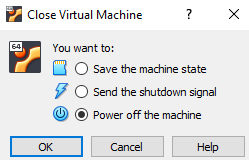 Close Virtual Machine ? ×
64
You want to:
Save the machine state
Send the shutdown signal
Power off the machine
OK Cancel Help